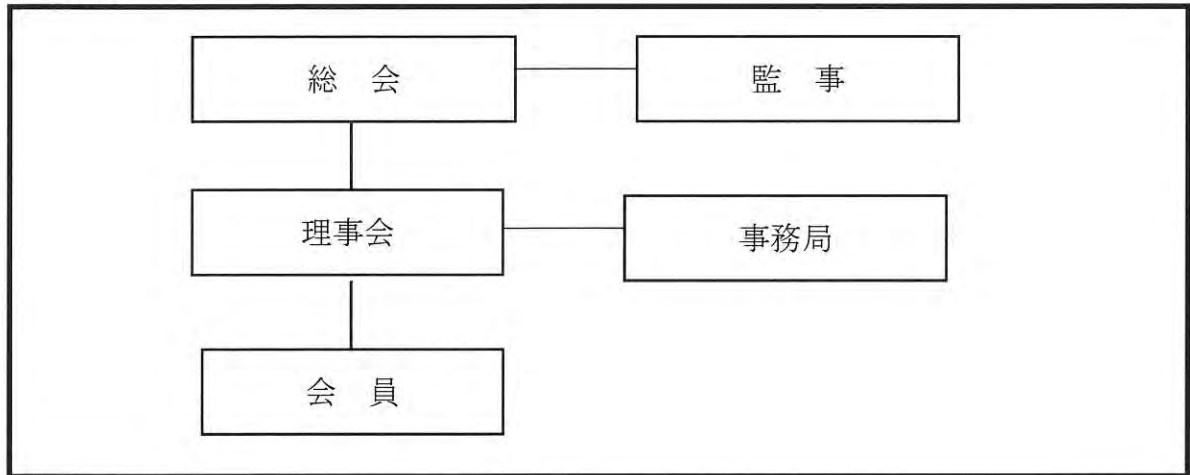 総　会
監　事
理事会
事務局
会　員